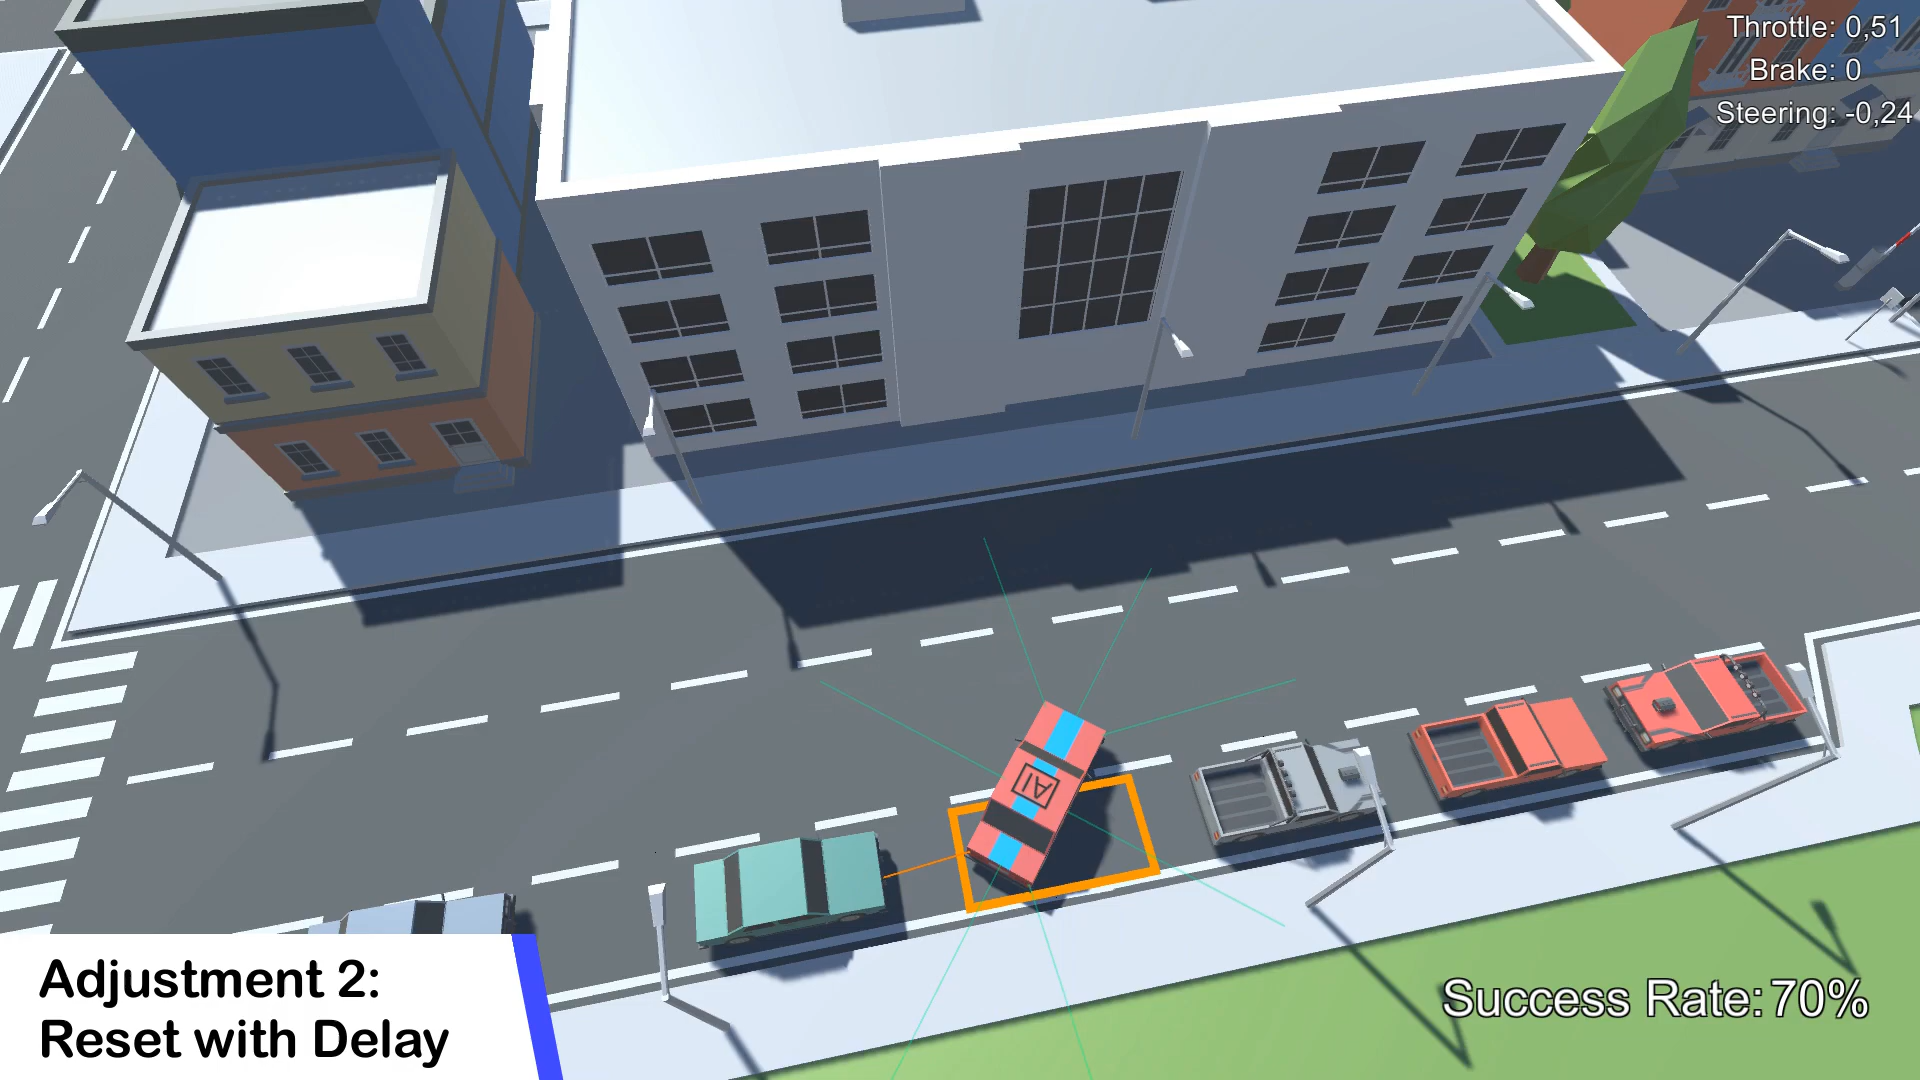 Throttle: 0,51
Brake: 0
Steering: -0,24
AI
Adjustment 2:
Reset with Delay
Success Rate: 70%